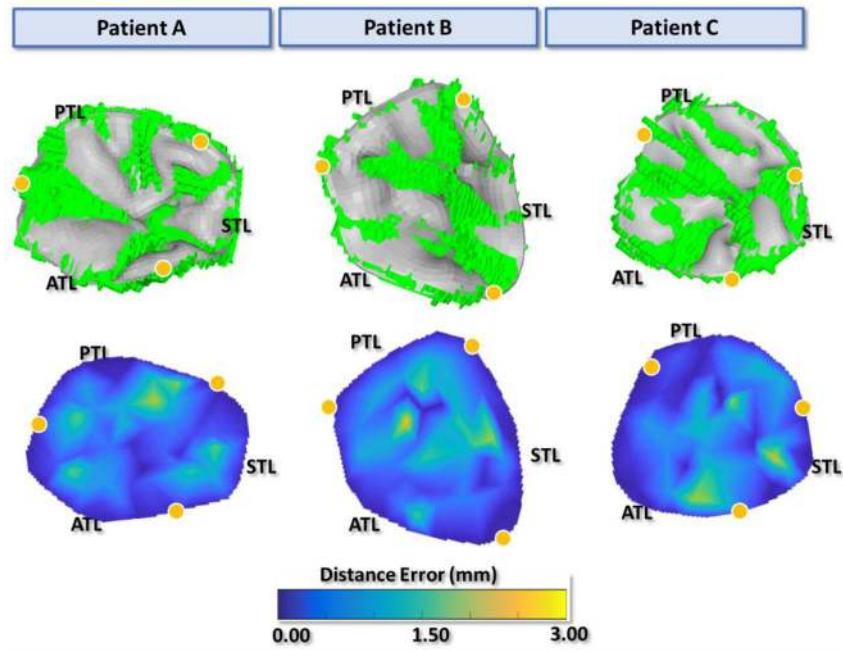 Patient A Patient B Patient C
PTL PTL PTL
STL STL STL
ATL ATL ATL
PTL PTL PTL
STL STL STL
ATL ATL ATL
Distance Error (mm)
0.00 1.50 3.00